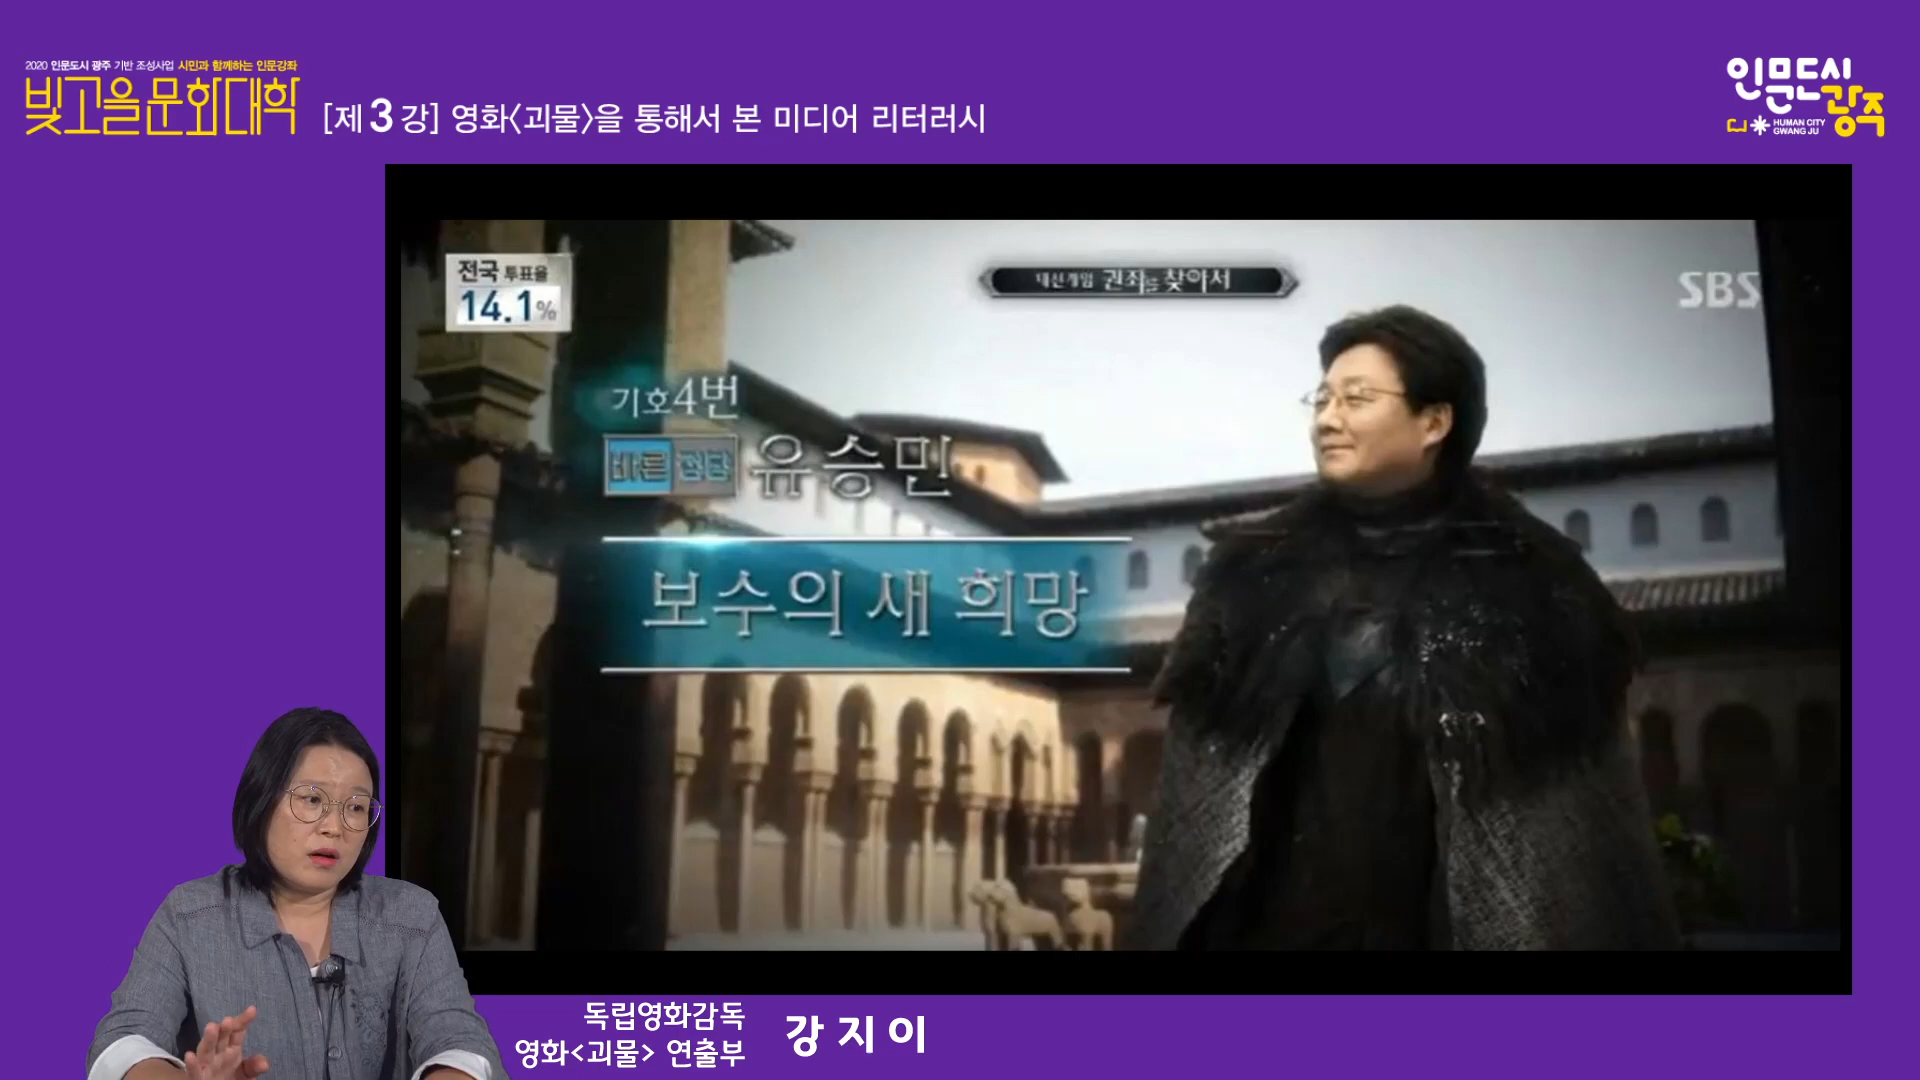 2020 인문도시 광주 기반 조성사업 시민과 함께하는 인문강좌
빛고을문화대학
[제3강] 영화<괴물>을 통해서 본 미디어 리터러시
인문도시
광주
HUMAN CITY
GWANG JU
전국 투표율
14.1%
대선게임 권좌를 찾아서
SBS
기호4번
바른정당 유승민
보수의 새 희망
독립영화감독
영화<괴물> 연출부
강지이